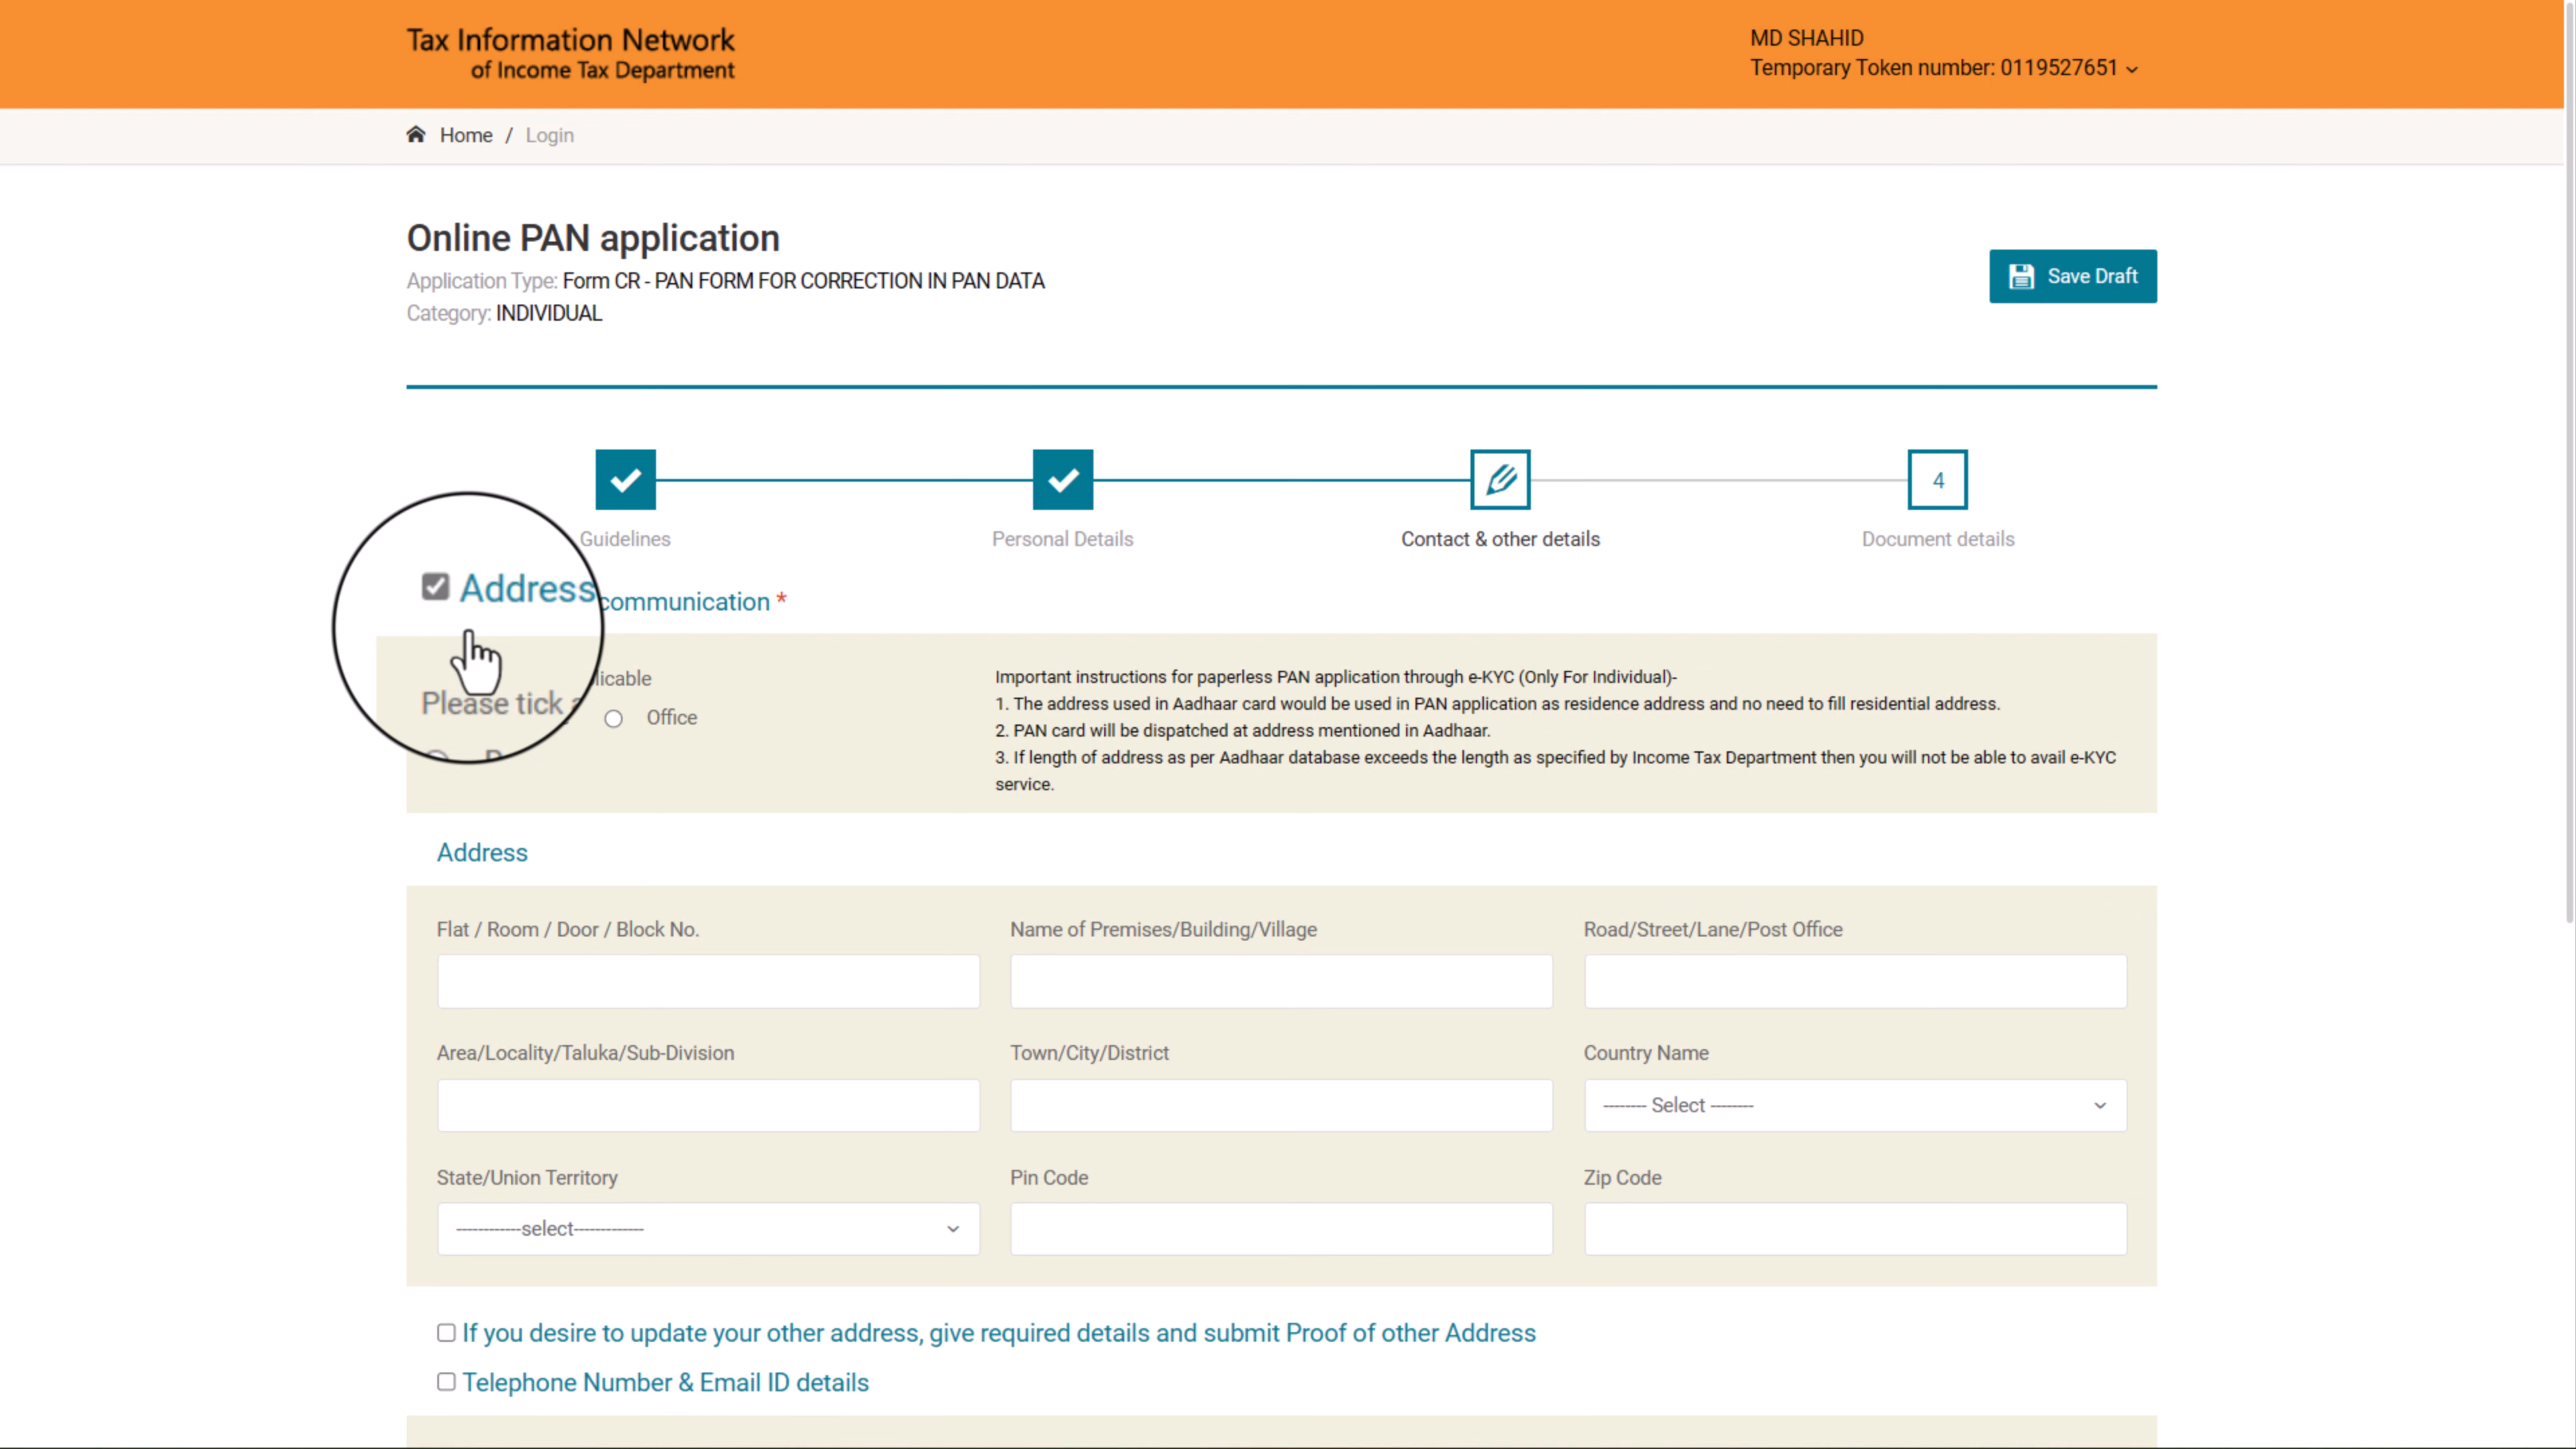 Tax Information Network
of Income Tax Department
MD SHAHID
Temporary Token number: 0119527651
Home / Login
Online PAN application
Application Type: Form CR - PAN FORM FOR CORRECTION IN PAN DATA
Category: INDIVIDUAL
Save Draft
4
Guidelines
Personal Details
Contact & other details
Document details
Address communication *
Please tick
licable
Office
Important instructions for paperless PAN application through e-KYC (Only For Individual)-
1. The address used in Aadhaar card would be used in PAN application as residence address and no need to fill residential address.
2. PAN card will be dispatched at address mentioned in Aadhaar.
3. If length of address as per Aadhaar database exceeds the length as specified by Income Tax Department then you will not be able to avail e-KYC
service.
Address
Flat / Room / Door / Block No.
Name of Premises/Building/Village
Road/Street/Lane/Post Office
Area/Locality/Taluka/Sub-Division
Town/City/District
Country Name
-------- Select --------
State/Union Territory
Pin Code
Zip Code
------------select-------------
If you desire to update your other address, give required details and submit Proof of other Address
Telephone Number & Email ID details